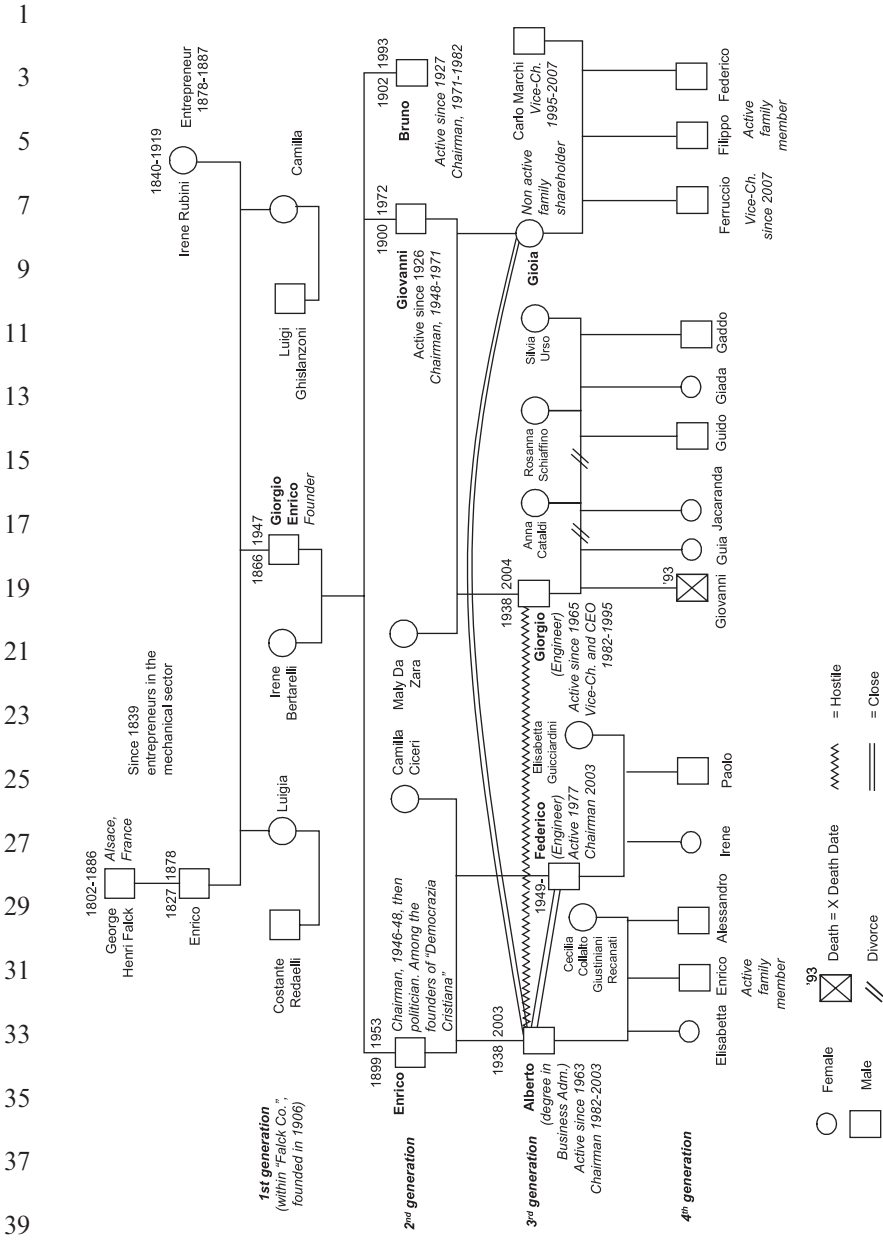 1
3
5
7
9
11
13
15
17
19
21
23
25
27
29
31
33
35
37
39
1802-1886
George
Henri Falck
Alsace,
France
Since 1839
entrepreneurs in the
mechanical sector
1840-1919
Irene Rubini
Entrepreneur
1878-1887
1827 1878
Enrico
1st generation
(within "Falck Co.",
founded in 1906)
Costante
Redaelli
Luigia
Irene
Bertarelli
1866 1947
Giorgio
Enrico
Founder
Luigi
Ghislanzoni
Camilla
2nd generation
1899 1953
Enrico
Chairman, 1946-48, then
politician. Among the
founders of "Democrazia
Cristiana"
Camilla
Ciceri
Maly Da
Zara
1900 1972
Giovanni
Active since 1926
Chairman, 1948-1971
1902 1993
Bruno
Active since 1927
Chairman, 1971-1982
3rd generation
1938 2003
Alberto
(degree in
Business Adm.)
Active since 1963
Chairman 1982-2003
Cecilia
Collalto
Giustiniani
Recanati
1949-
Federico
(Engineer)
Active 1977
Chairman 2003
Elisabetta
Guicciardini
1938 2004
Giorgio
(Engineer)
Active since 1965
Vice-Ch. and CEO
1982-1995
Anna
Cataldi
Rosanna
Schiaffino
Silvia
Urso
Gioia
Non active
family
shareholder
Carlo Marchi
Vice-Ch.
1995-2007
4th generation
Elisabetta
Enrico
Active
family
member
Alessandro
Irene
Paolo
'93
Giovanni
Guia
Jacaranda
Guido
Giada
Gaddo
Ferruccio
Vice-Ch.
since 2007
Filippo
Active
family
member
Federico
Female
Male
'93
Death = X Death Date
Divorce
= Hostile
= Close